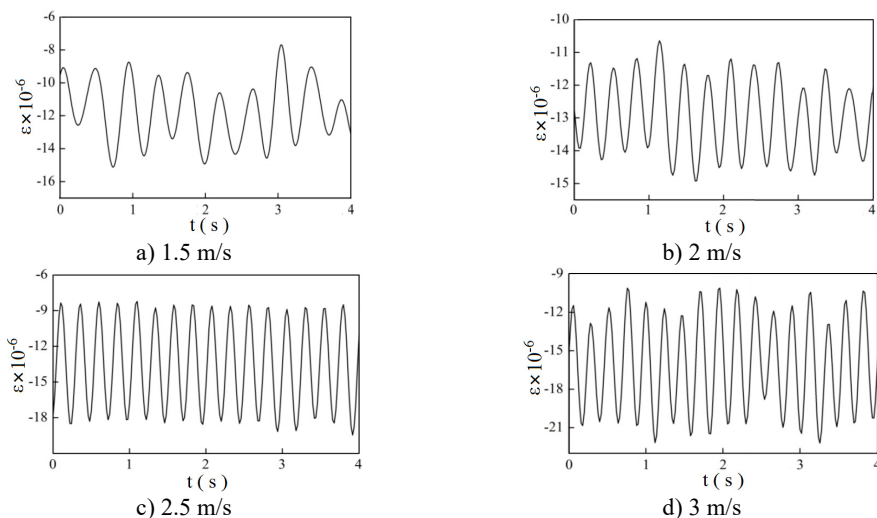 -6
-8
-10
-12
-14
-16
ε×10⁻⁶
0 1 2 3 4
t ( s )
a) 1.5 m/s
-10
-11
-12
-13
-14
-15
ε×10⁻⁶
0 1 2 3 4
t ( s )
b) 2 m/s
-6
-9
-12
-15
-18
ε×10⁻⁶
0 1 2 3 4
t ( s )
c) 2.5 m/s
-9
-12
-15
-18
-21
ε×10⁻⁶
0 1 2 3 4
t ( s )
d) 3 m/s